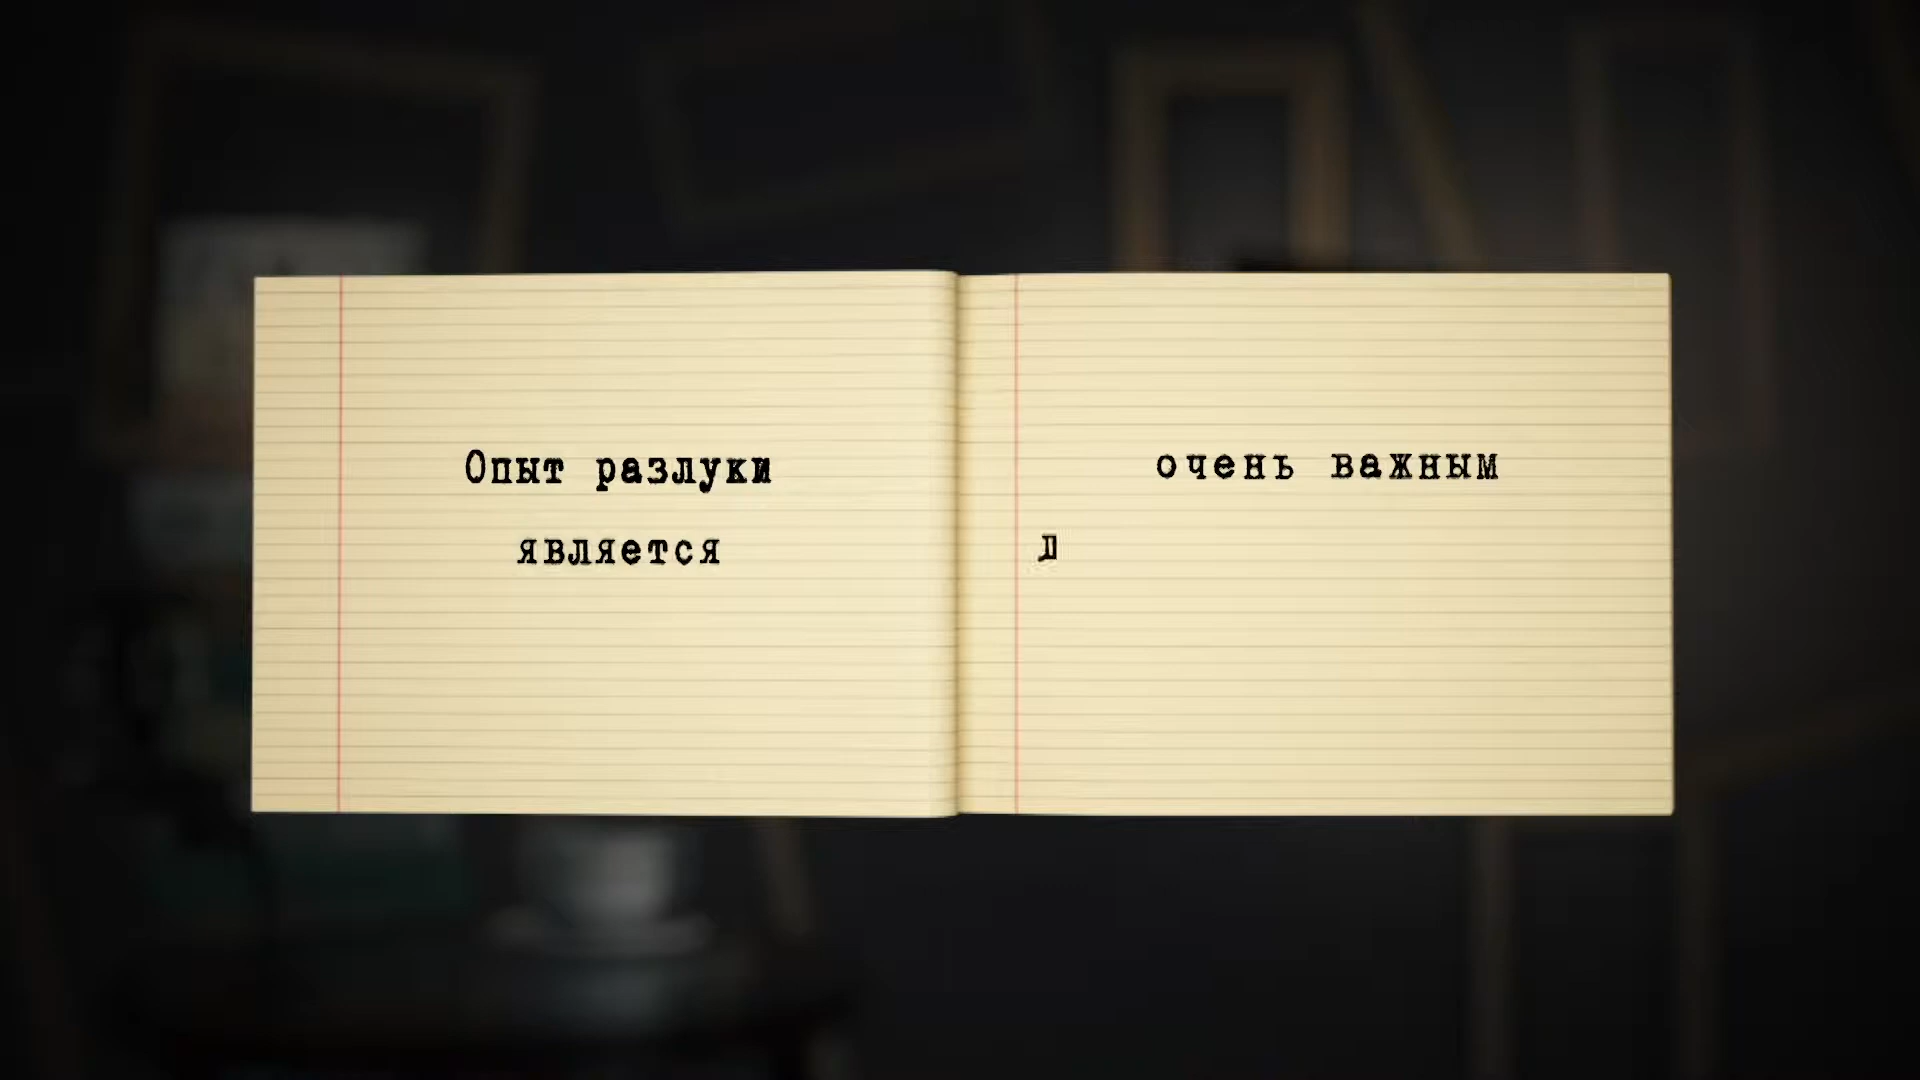 Опыт разлуки
является
очень важным
д